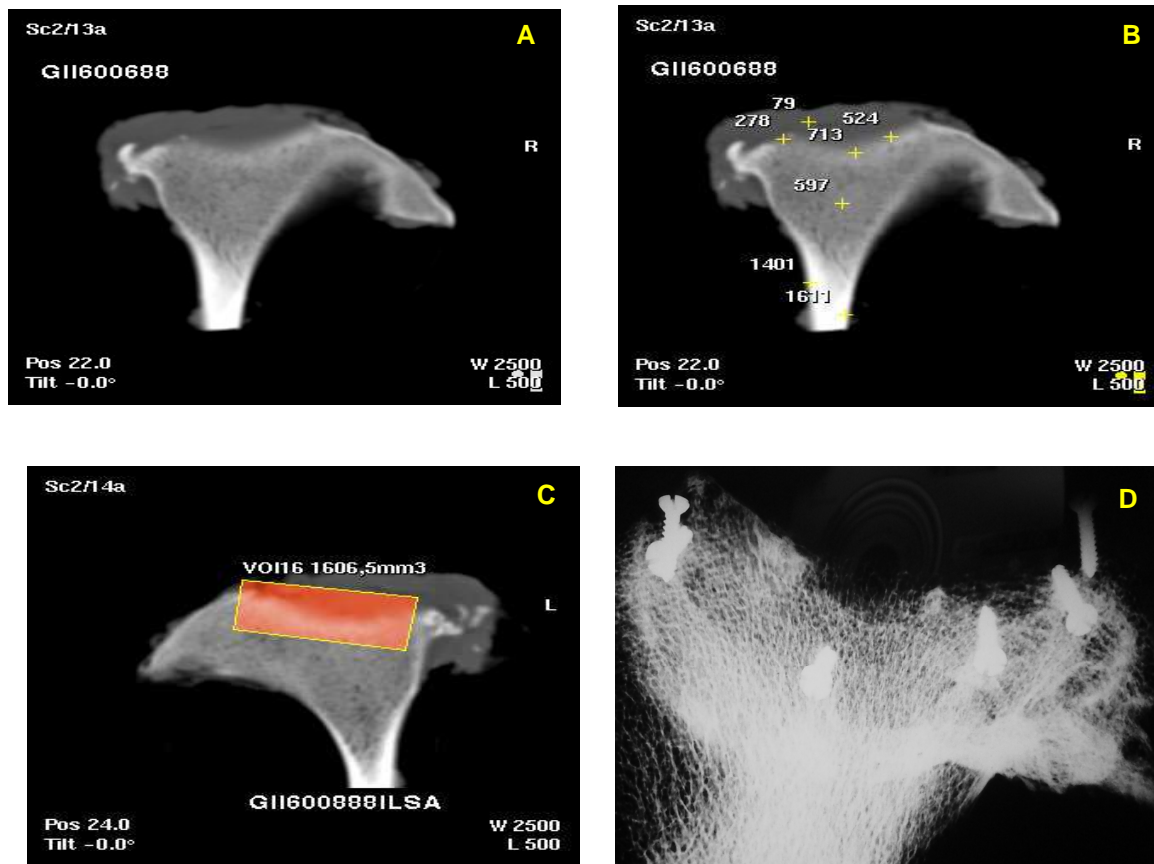 Sc2/13a
A
GII600688
R
Pos 22.0
Tilt -0.0°
W 2500
L 500
Sc2/13a
B
GII600688
79
278
524
713
R
597
1401
1611
Pos 22.0
Tilt -0.0°
W 2500
L 500
Sc2/14a
C
VOI16 1606,5mm3
L
GII600888ILSA
Pos 24.0
Tilt -0.0°
W 2500
L 500
D